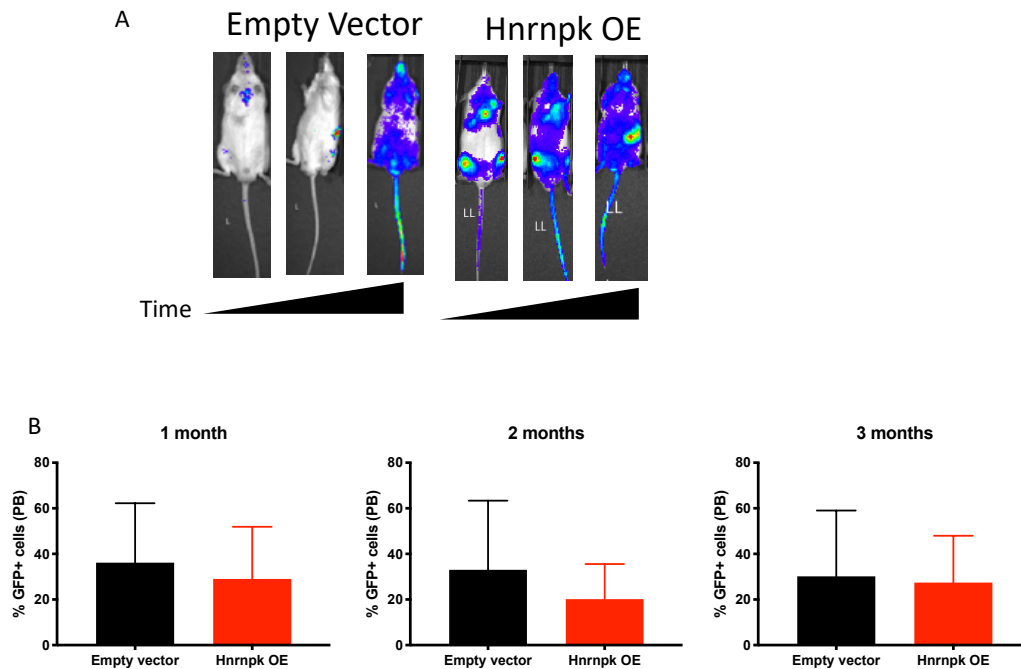 A
Empty Vector
Hnrnpk OE
L
L
L
LL
LL
LL
Time
B
1 month
2 months
3 months
% GFP+ cells (PB)
80
60
40
20
0
Empty vector
Hnrnpk OE
% GFP+ cells (PB)
80
60
40
20
0
Empty vector
Hnrnpk OE
% GFP+ cells (PB)
80
60
40
20
0
Empty vector
Hnrnpk OE